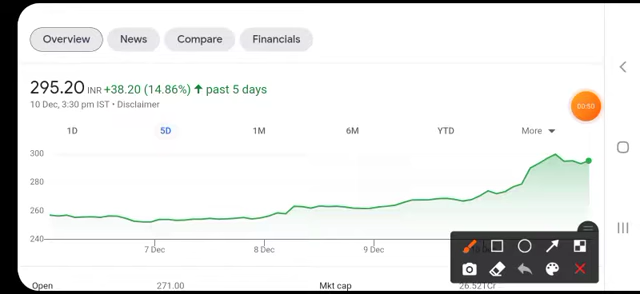 Overview News Compare Financials
295.20 INR +38.20 (14.86%) ↑ past 5 days
10 Dec, 3:30 pm IST • Disclaimer
00:50
1D 5D 1M 6M YTD More
300
280
260
240
7 Dec 8 Dec 9 Dec
Open 271.00 Mkt cap 26.52TCr